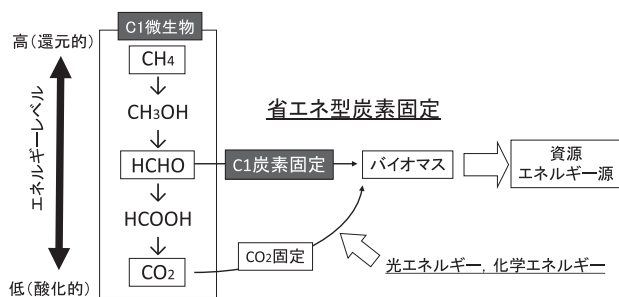 C1微生物
高(還元的)
CH4
CH3OH
省エネ型炭素固定
エネルギーレベル
HCHO
C1炭素固定
バイオマス
資源
エネルギー源
HCOOH
CO2固定
光エネルギー, 化学エネルギー
低(酸化的)
CO2